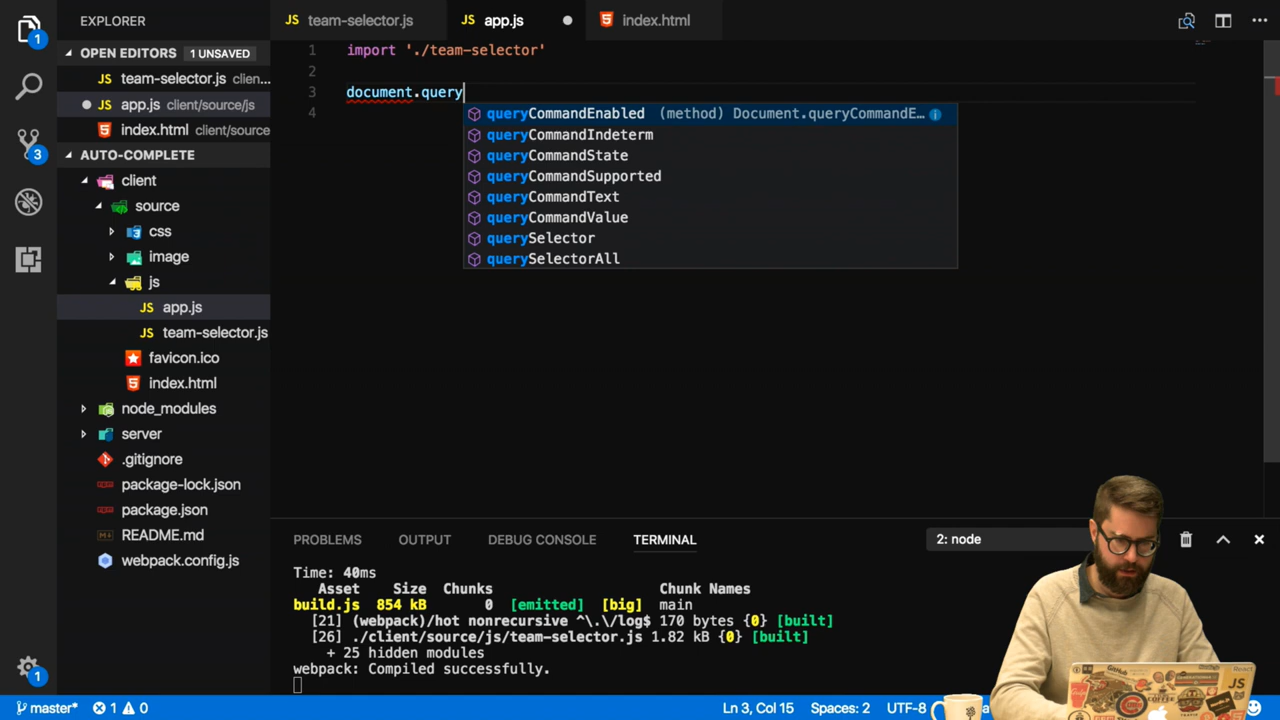 EXPLORER
OPEN EDITORS 1 UNSAVED
JS team-selector.js clien...
JS app.js client/source/js
index.html client/source
AUTO-COMPLETE
client
source
css
image
js
JS app.js
JS team-selector.js
favicon.ico
index.html
node_modules
server
.gitignore
package-lock.json
package.json
README.md
webpack.config.js
1
3
1
JS team-selector.js
JS app.js
index.html
1 import './team-selector'
2
3 document.query
4
queryCommandEnabled (method) Document.queryCommandE...
queryCommandIndeterm
queryCommandState
queryCommandSupported
queryCommandText
queryCommandValue
querySelector
querySelectorAll
PROBLEMS OUTPUT DEBUG CONSOLE TERMINAL 2: node
Time: 40ms
Asset Size Chunks Chunk Names
build.js 854 kB 0 [emitted] [big] main
[21] (webpack)/hot nonrecursive ^\.\/log$ 170 bytes {0} [built]
[26] ./client/source/js/team-selector.js 1.82 kB {0} [built]
+ 25 hidden modules
webpack: Compiled successfully.
master* 1 0 Ln 3, Col 15 Spaces: 2 UTF-8
GitHub
React
JS